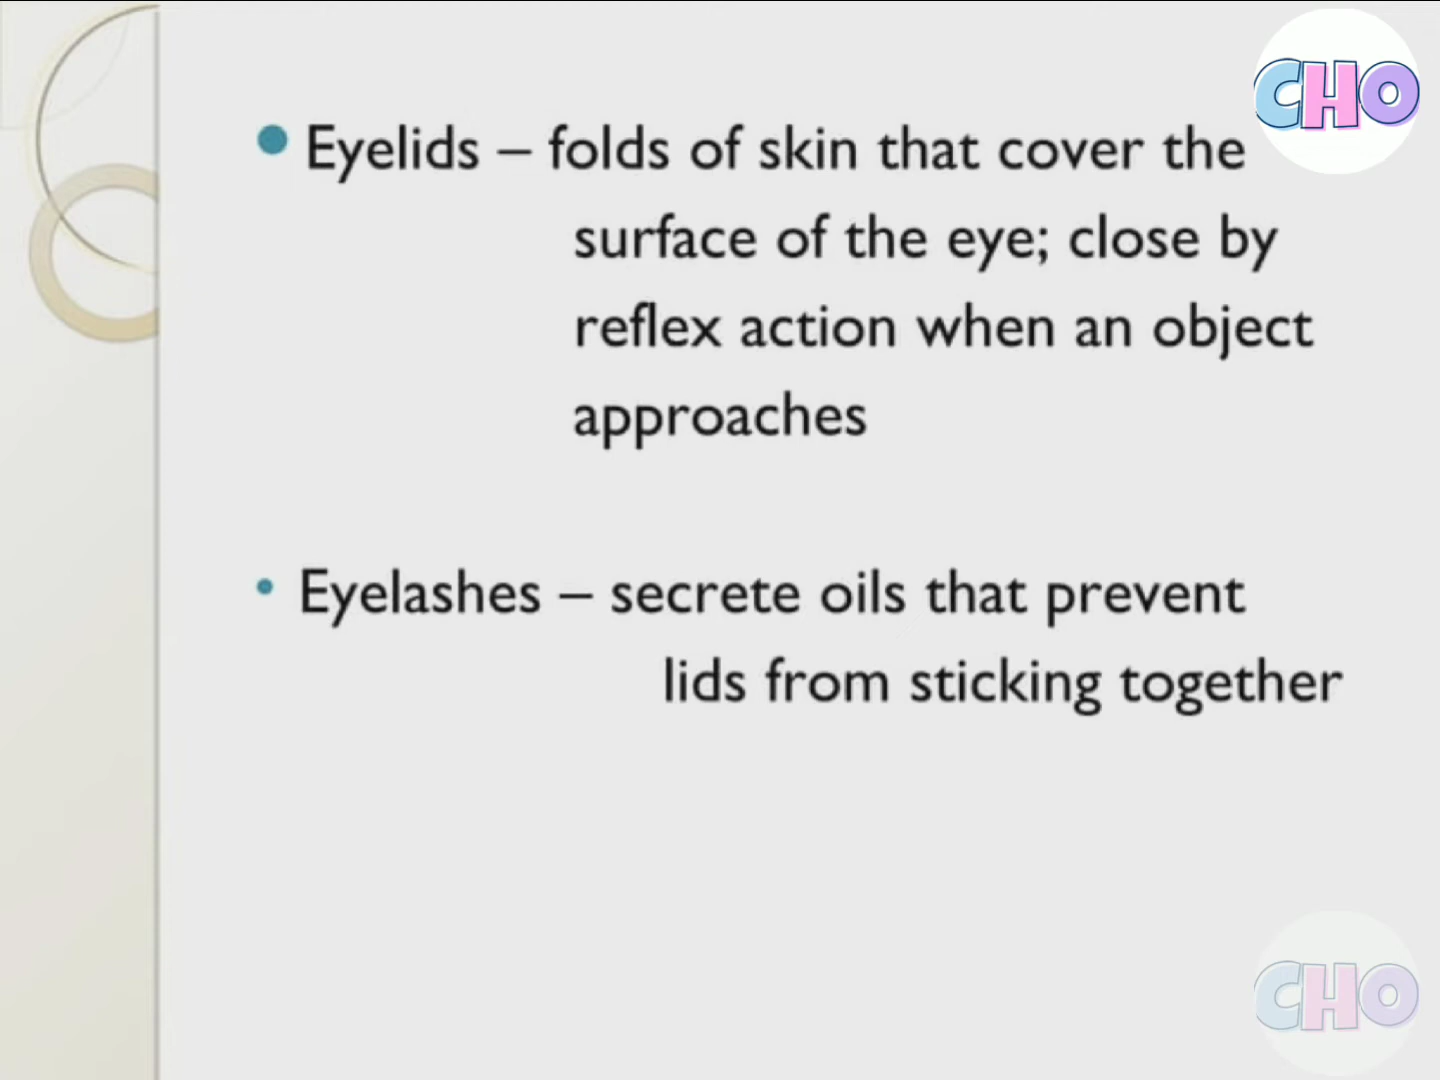 CHO
• Eyelids – folds of skin that cover the
surface of the eye; close by
reflex action when an object
approaches
• Eyelashes – secrete oils that prevent
lids from sticking together
CHO